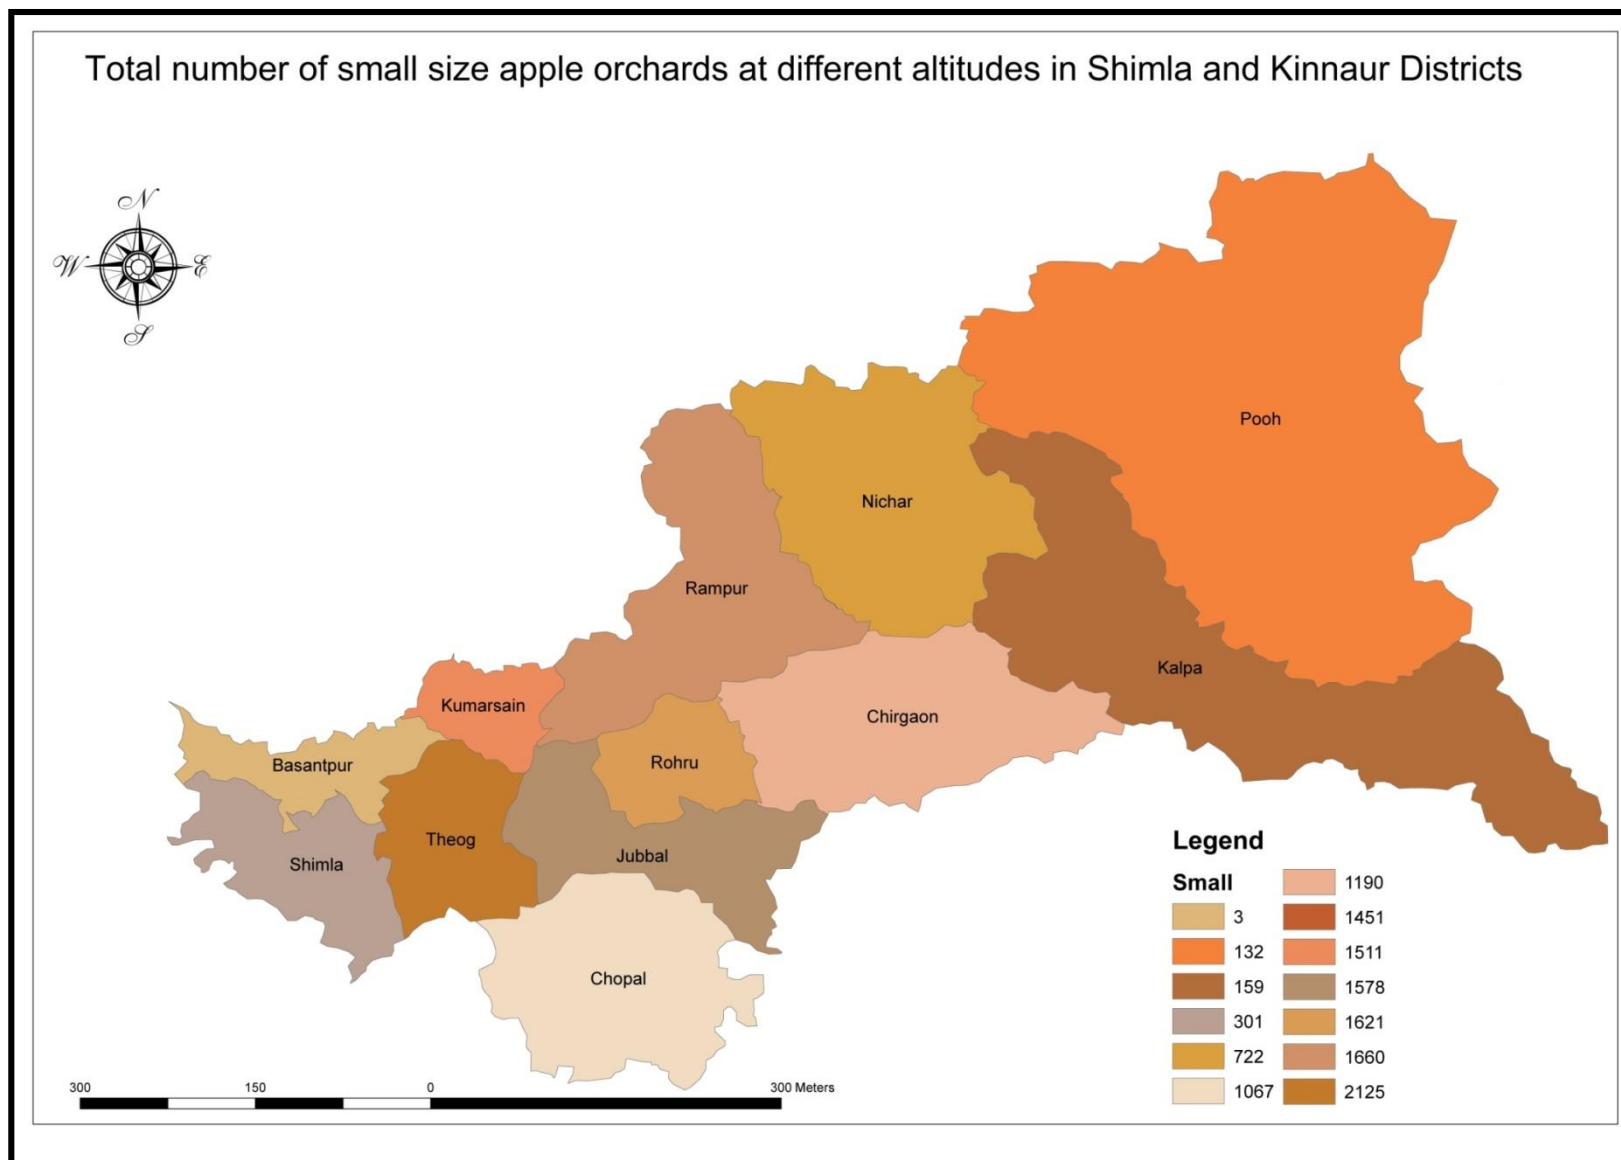 Total number of small size apple orchards at different altitudes in Shimla and Kinnaur Districts
N
W
E
S
Pooh
Nichar
Rampur
Kalpa
Kumarsain
Chirgaon
Basantpur
Rohru
Theog
Jubbal
Shimla
Chopal
Legend
Small
3
132
159
301
722
1067
1190
1451
1511
1578
1621
1660
2125
300 150 0 300 Meters